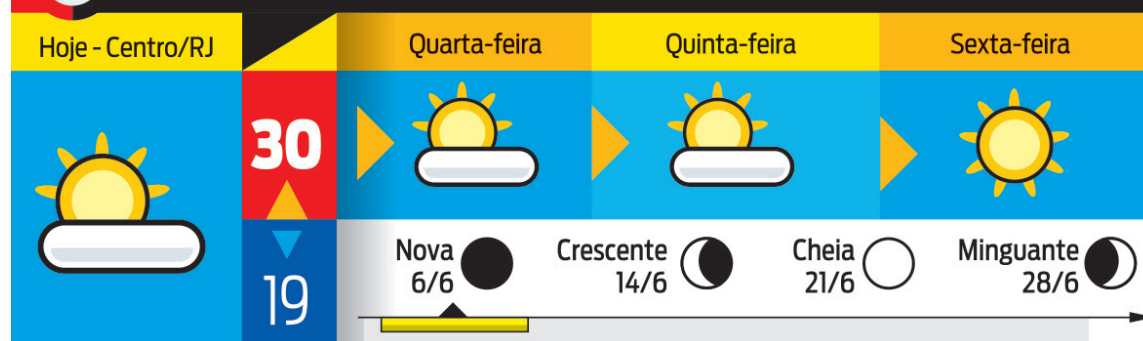 Hoje - Centro/RJ
Quarta-feira
Quinta-feira
Sexta-feira
30
19
Nova
6/6
Crescente
14/6
Cheia
21/6
Minguante
28/6